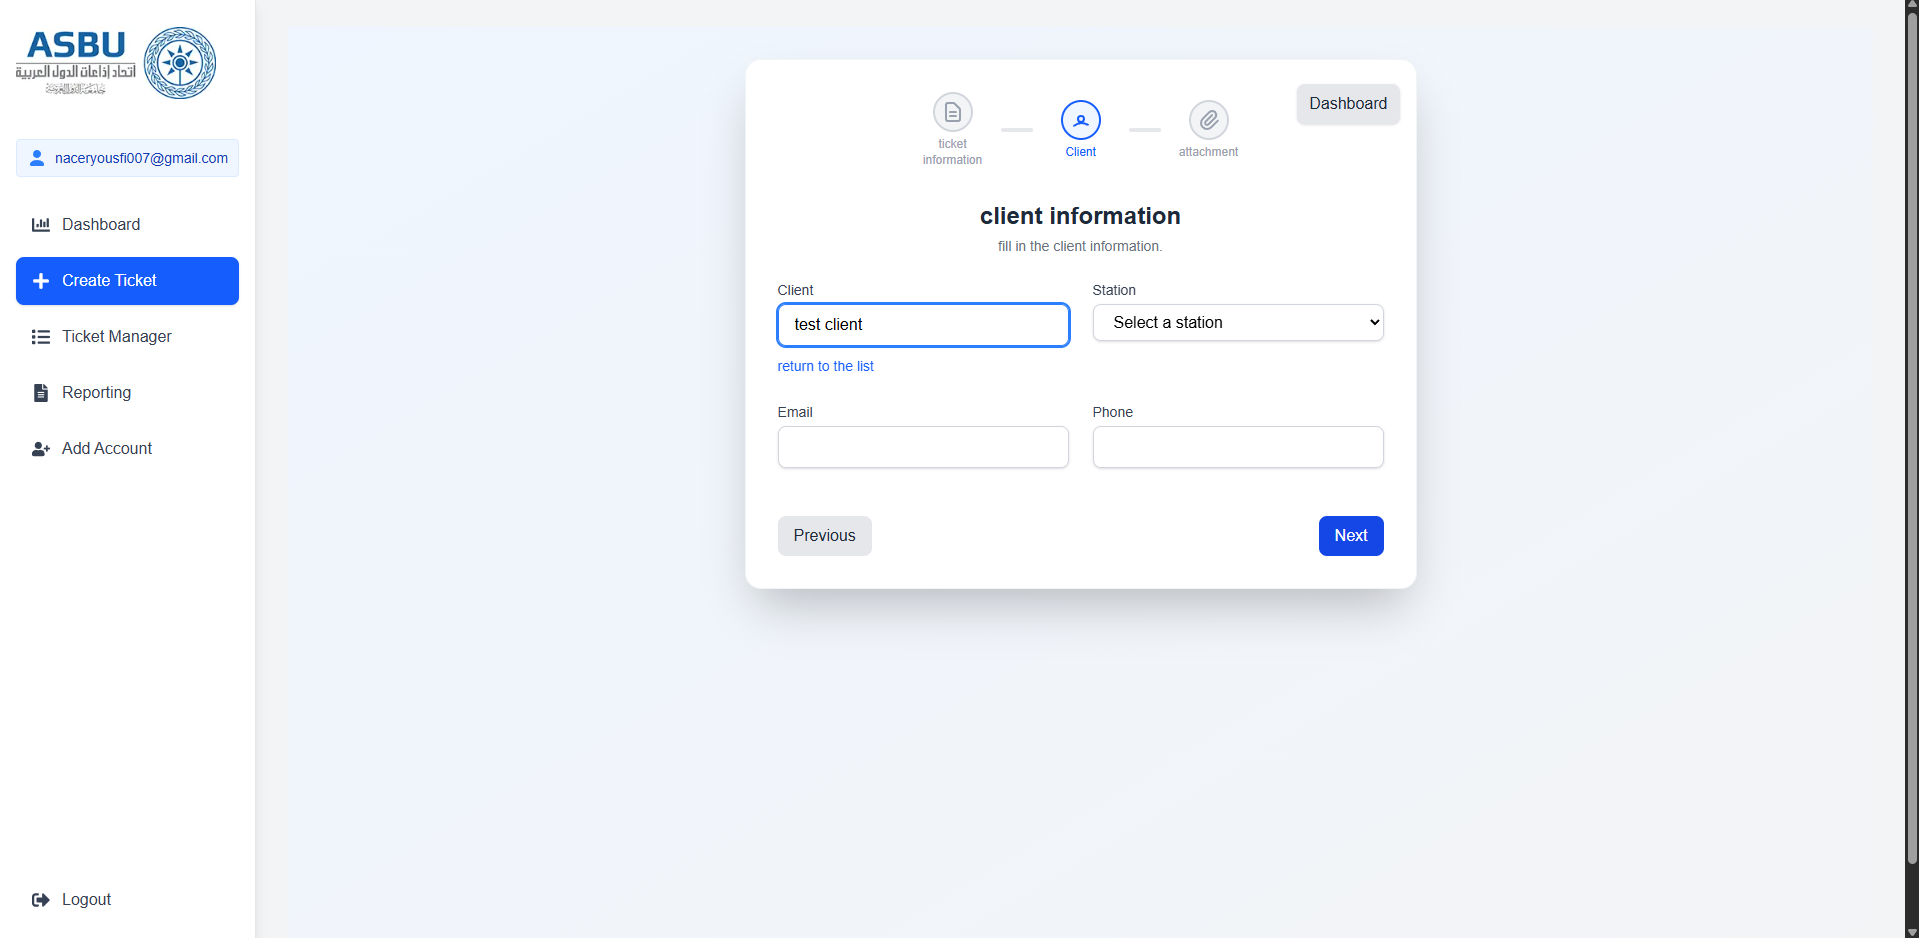 ASBU
اتحاد إذاعات الدول العربية
naceryousfi007@gmail.com
Dashboard
Create Ticket
Ticket Manager
Reporting
Add Account
Logout
Dashboard
ticket
information
Client
attachment
client information
fill in the client information.
Client
Station
test client
Select a station
return to the list
Email
Phone
Previous
Next